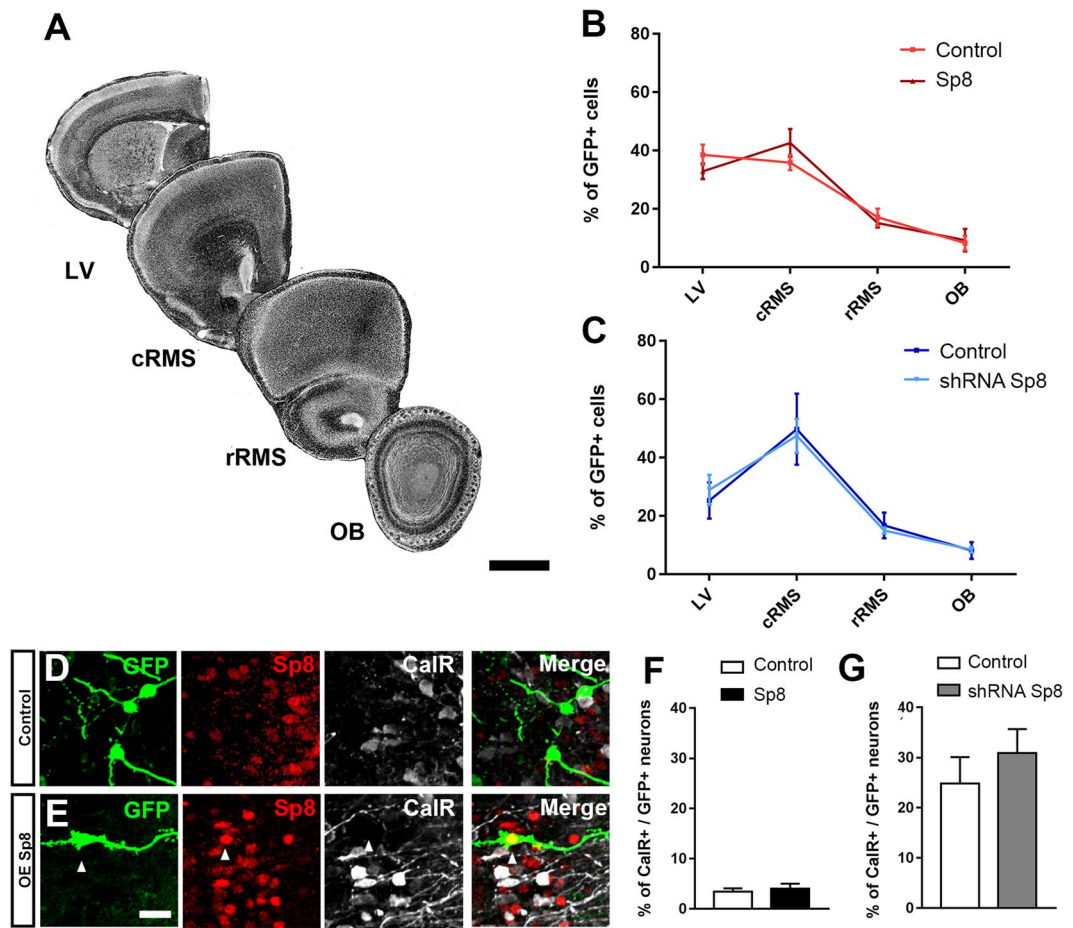 A
LV
cRMS
rRMS
OB
B
% of GFP+ cells
80
60
40
20
0
LV
cRMS
rRMS
OB
Control
Sp8
C
% of GFP+ cells
80
60
40
20
0
LV
cRMS
rRMS
OB
Control
shRNA Sp8
Control
D
GFP
Sp8
CalR
Merge
OE Sp8
E
GFP
Sp8
CalR
Merge
F
Control
Sp8
% of CalR+ / GFP+ neurons
40
30
20
10
0
G
Control
shRNA Sp8
% of CalR+ / GFP+ neurons
40
30
20
10
0